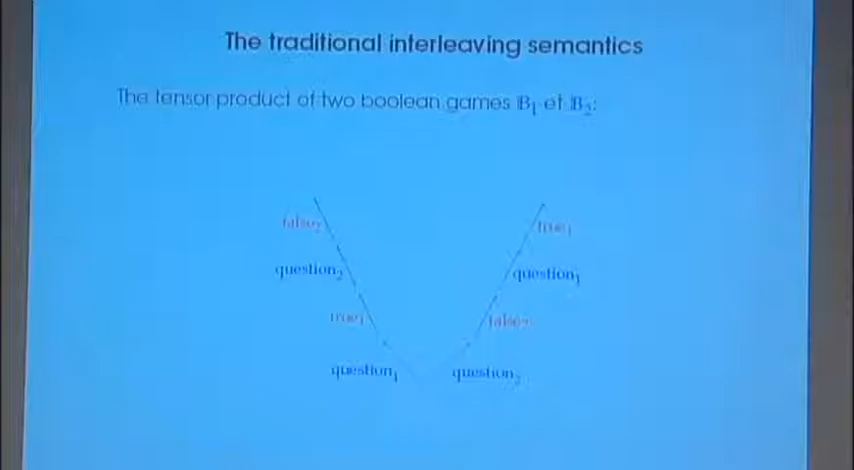 The traditional interleaving semantics
The tensor product of two boolean games 𝔹₁ et 𝔹₂:
false₂ true₁
question₂ question₁
true₁ false₂
question₁ question₂